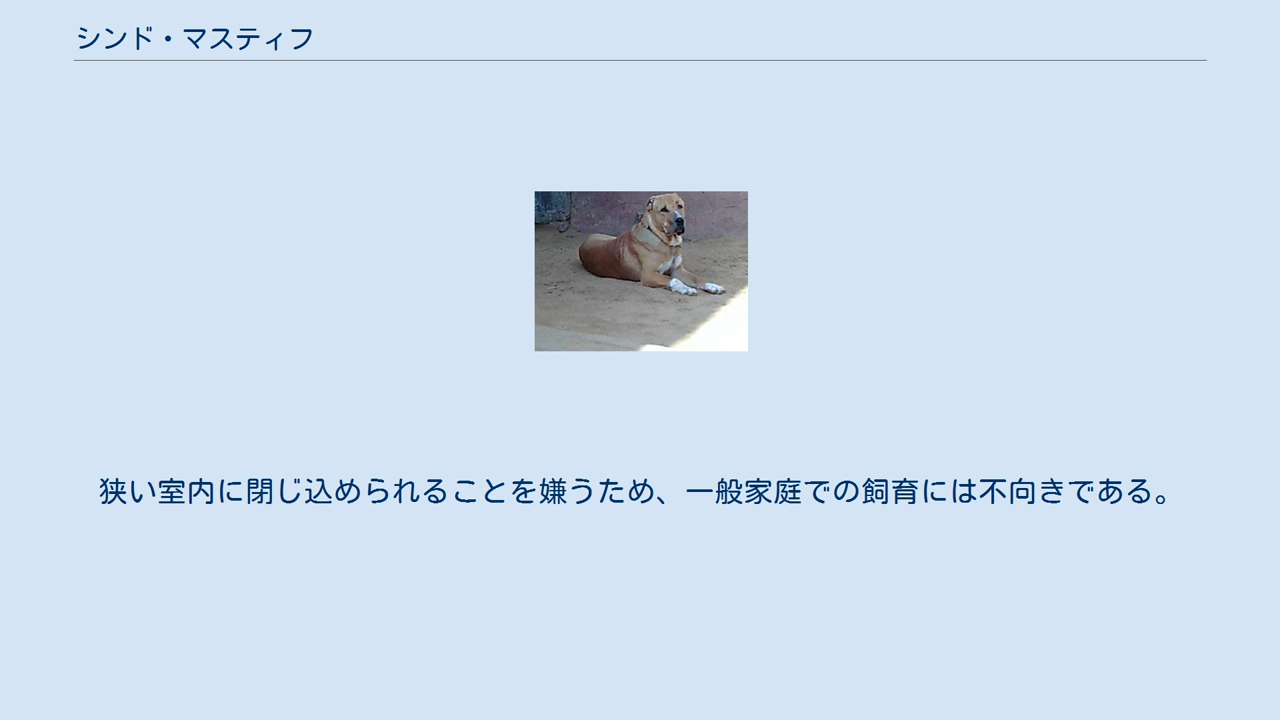 シンド・マスティフ
狭い室内に閉じ込められることを嫌うため、一般家庭での飼育には不向きである。